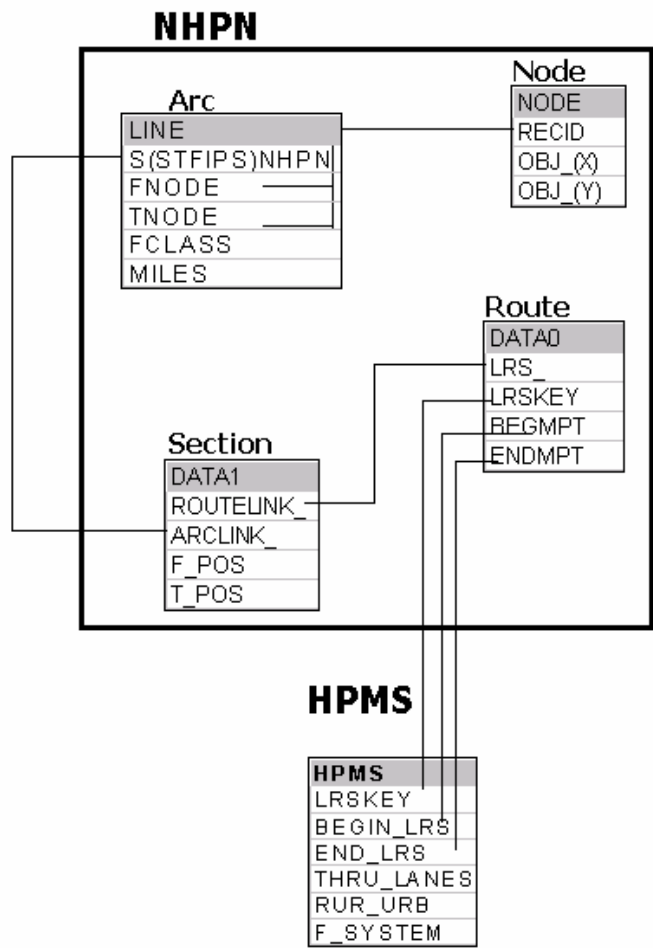 NHPN
Arc
LINE
S(STFIPS)NHPN
FNODE
TNODE
FCLASS
MILES
Node
NODE
RECID
OBJ_(X)
OBJ_(Y)
Route
DATA0
LRS_
LRSKEY
BEGMPT
ENDMPT
Section
DATA1
ROUTELINK_
ARCLINK_
F_POS
T_POS
HPMS
HPMS
LRSKEY
BEGIN_LRS
END_LRS
THRU_LANES
RUR_URB
F_SYSTEM